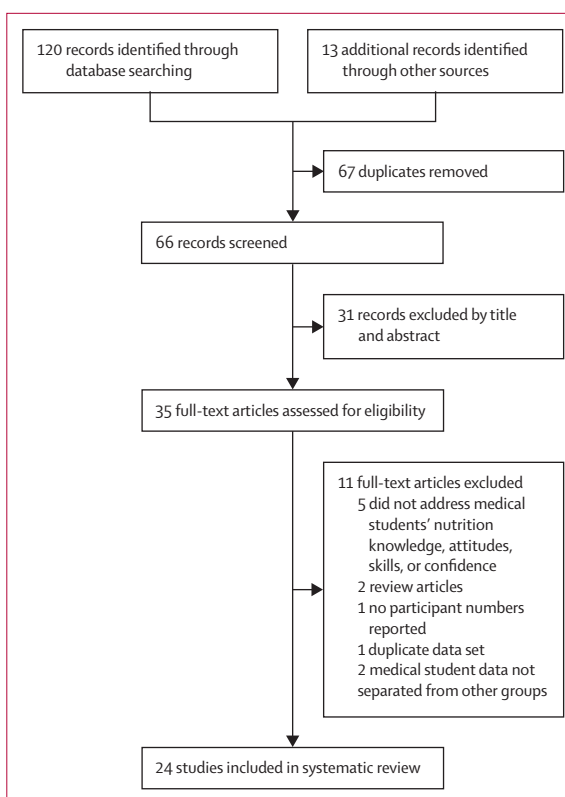 120 records identified through
database searching
13 additional records identified
through other sources
67 duplicates removed
66 records screened
31 records excluded by title
and abstract
35 full-text articles assessed for eligibility
11 full-text articles excluded
5 did not address medical
students’ nutrition
knowledge, attitudes,
skills, or confidence
2 review articles
1 no participant numbers
reported
1 duplicate data set
2 medical student data not
separated from other groups
24 studies included in systematic review